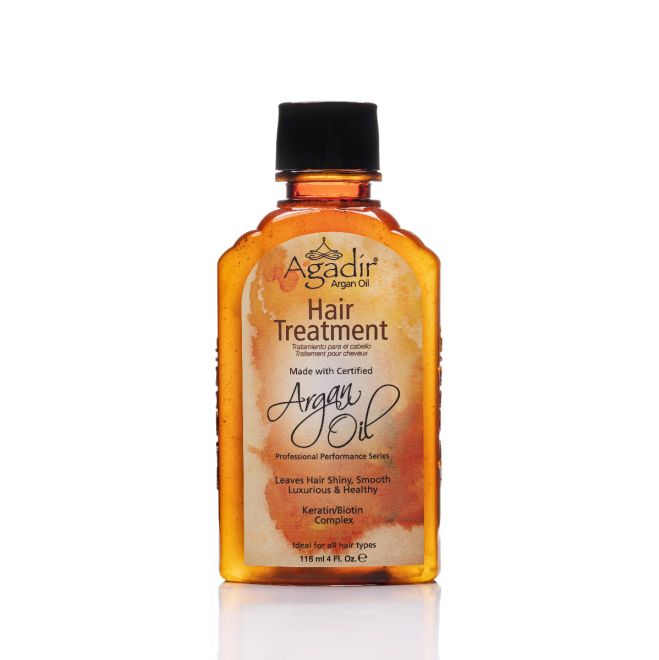 Agadir®
Argan Oil
Hair
Treatment
Tratamiento para el cabello
Traitement pour cheveux
Made with Certified
Argan
Oil
Professional Performance Series
Leaves Hair Shiny, Smooth
Luxurious & Healthy
Keratin/Biotin
Complex
Ideal for all hair types
118 ml 4 Fl. Oz. ℮